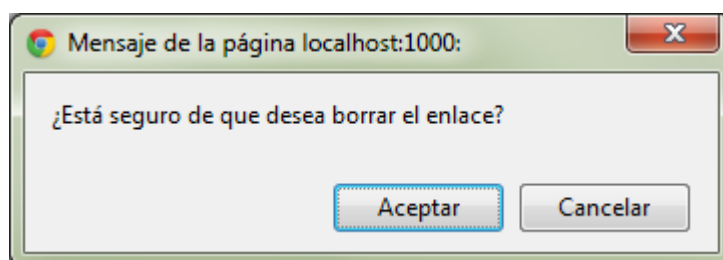 Mensaje de la página localhost:1000:
¿Está seguro de que desea borrar el enlace?
Aceptar
Cancelar